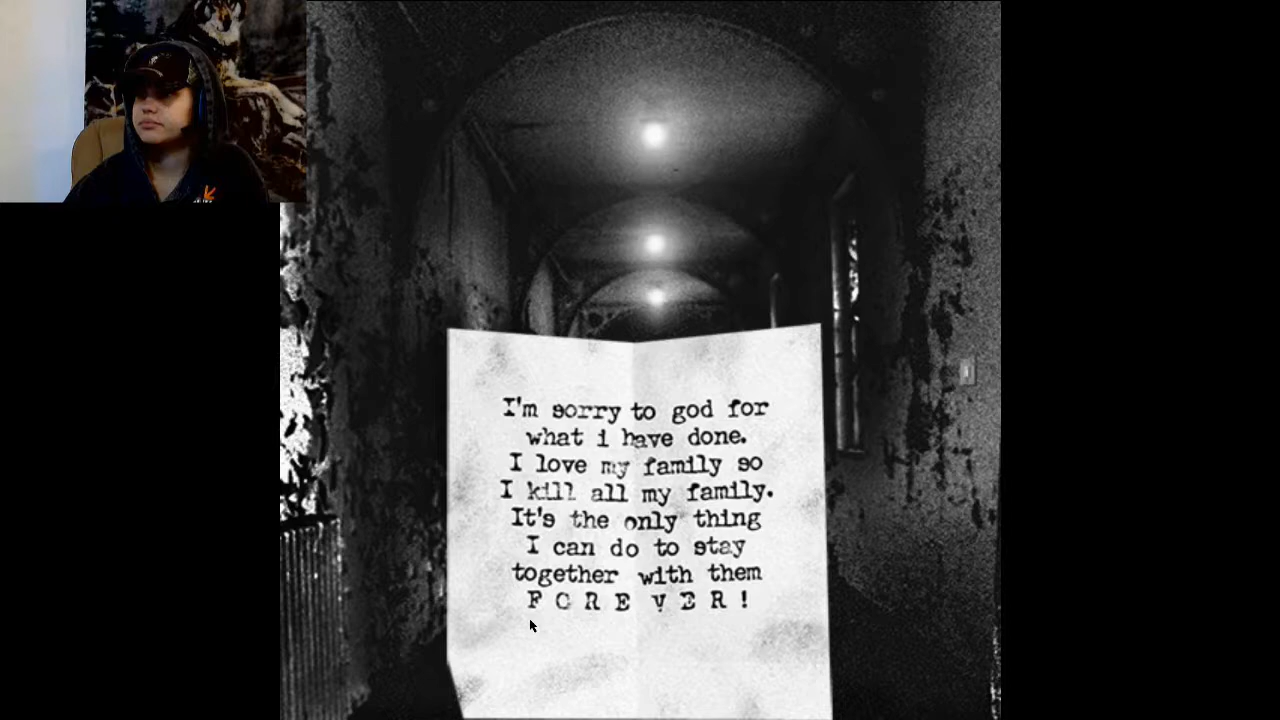 I'm sorry to god for
what i have done.
I love my family so
I kill all my family.
It's the only thing
I can do to stay
together with them
F O R E V E R !